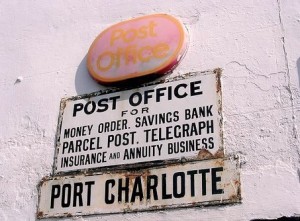 Post
Office
POST OFFICE
FOR
MONEY ORDER. SAVINGS BANK
PARCEL POST. TELEGRAPH
INSURANCE AND ANNUITY BUSINESS
PORT CHARLOTTE